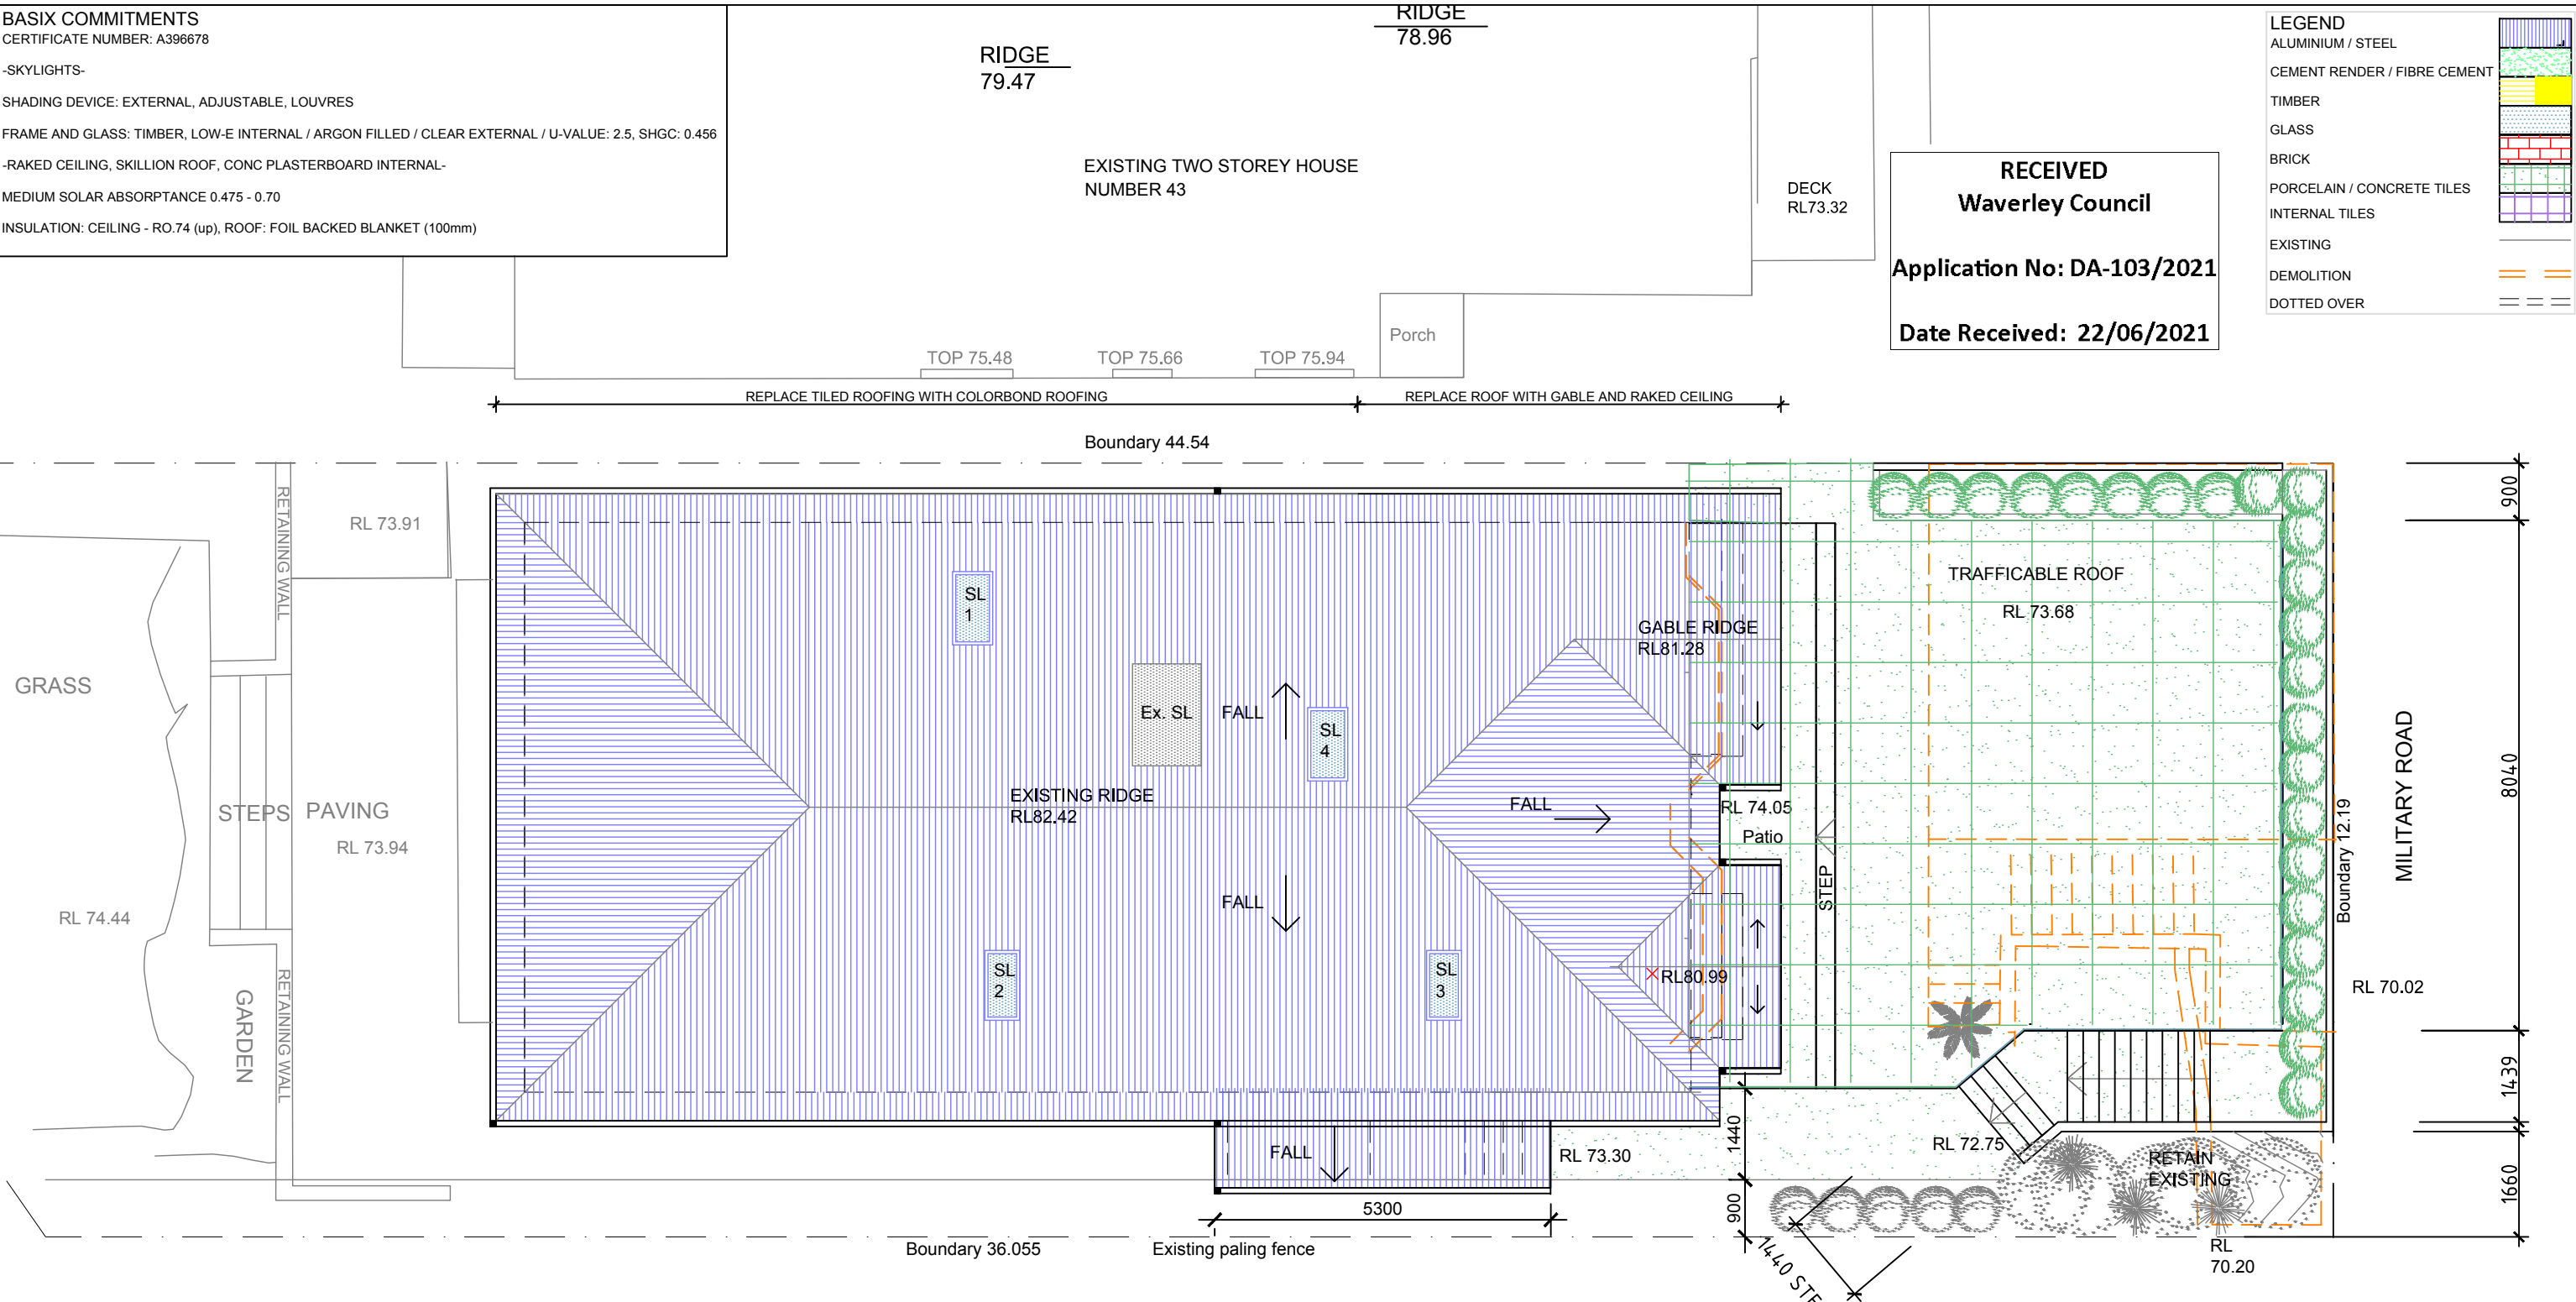 BASIX COMMITMENTS
CERTIFICATE NUMBER: A396678
-SKYLIGHTS-
SHADING DEVICE: EXTERNAL, ADJUSTABLE, LOUVRES
FRAME AND GLASS: TIMBER, LOW-E INTERNAL / ARGON FILLED / CLEAR EXTERNAL / U-VALUE: 2.5, SHGC: 0.456
-RAKED CEILING, SKILLION ROOF, CONC PLASTERBOARD INTERNAL-
MEDIUM SOLAR ABSORPTANCE 0.475 - 0.70
INSULATION: CEILING - RO.74 (up), ROOF: FOIL BACKED BLANKET (100mm)
RIDGE
79.47
RIDGE
78.96
EXISTING TWO STOREY HOUSE
NUMBER 43
DECK
RL73.32
RECEIVED
Waverley Council
Application No: DA-103/2021
Date Received: 22/06/2021
LEGEND
ALUMINIUM / STEEL
CEMENT RENDER / FIBRE CEMENT
TIMBER
GLASS
BRICK
PORCELAIN / CONCRETE TILES
INTERNAL TILES
EXISTING
DEMOLITION
DOTTED OVER
Porch
TOP 75.48
TOP 75.66
TOP 75.94
REPLACE TILED ROOFING WITH COLORBOND ROOFING
REPLACE ROOF WITH GABLE AND RAKED CEILING
Boundary 44.54
RETAINING WALL
RL 73.91
GRASS
STEPS
PAVING
RL 73.94
RL 74.44
GARDEN
RETAINING WALL
SL
1
Ex. SL
FALL
SL
4
EXISTING RIDGE
RL82.42
FALL
FALL
SL
2
SL
3
GABLE RIDGE
RL81.28
RL 74.05
Patio
STEP
RL80.99
TRAFFICABLE ROOF
RL 73.68
900
8040
MILITARY ROAD
Boundary 12.19
RL 70.02
1439
1660
FALL
RL 73.30
1440
900
RL 72.75
RETAIN
EXISTING
5300
Boundary 36.055
Existing paling fence
RL
70.20
1440